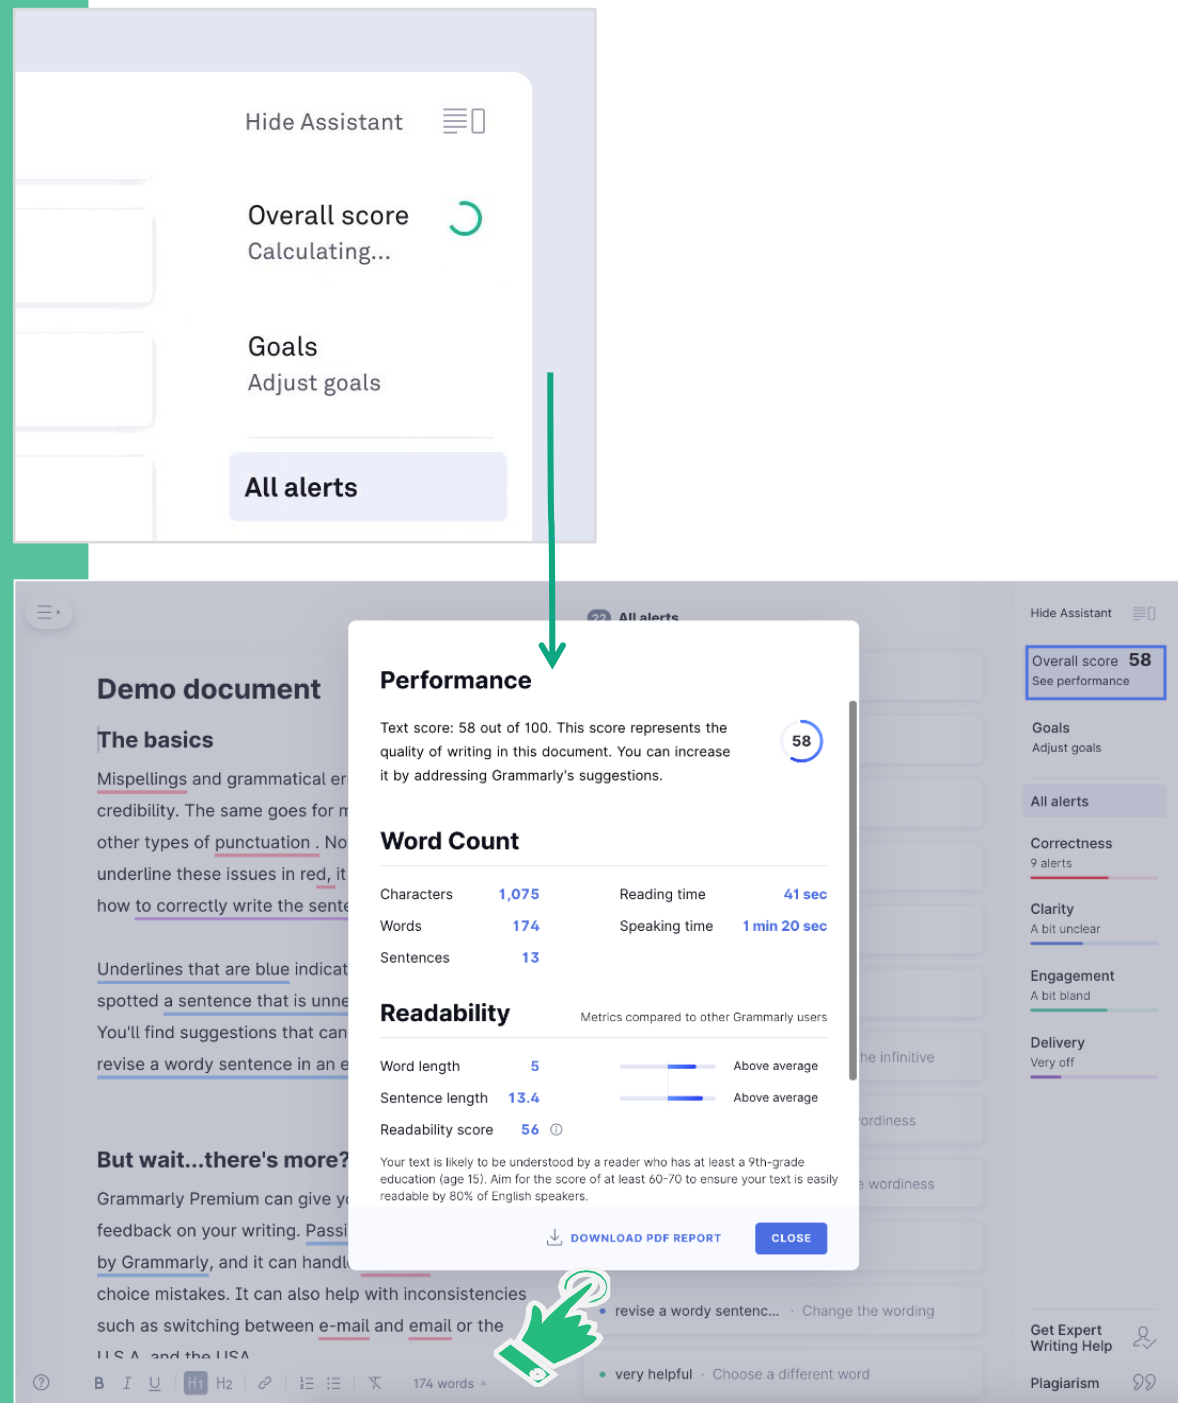 Hide Assistant
Overall score
Calculating...
Goals
Adjust goals
All alerts
22 All alerts
Hide Assistant
Overall score 58
See performance
Goals
Adjust goals
All alerts
Correctness
9 alerts
Clarity
A bit unclear
Engagement
A bit bland
Delivery
Very off
Get Expert
Writing Help
Plagiarism
Demo document
The basics
Mispellings and grammatical er
credibility. The same goes for m
other types of punctuation . No
underline these issues in red, it
how to correctly write the sente
Underlines that are blue indicat
spotted a sentence that is unne
You'll find suggestions that can
revise a wordy sentence in an e
But wait...there's more?
Grammarly Premium can give yo
feedback on your writing. Passi
by Grammarly, and it can handl
choice mistakes. It can also help with inconsistencies
such as switching between e-mail and email or the
U.S.A. and the USA.
B I U H1 H2 174 words
Performance
Text score: 58 out of 100. This score represents the
quality of writing in this document. You can increase
it by addressing Grammarly's suggestions.
58
Word Count
Characters 1,075 Reading time 41 sec
Words 174 Speaking time 1 min 20 sec
Sentences 13
Readability Metrics compared to other Grammarly users
Word length 5 Above average
Sentence length 13.4 Above average
Readability score 56
Your text is likely to be understood by a reader who has at least a 9th-grade
education (age 15). Aim for the score of at least 60-70 to ensure your text is easily
readable by 80% of English speakers.
DOWNLOAD PDF REPORT CLOSE
he infinitive
ordiness
e wordiness
revise a wordy sentenc... · Change the wording
very helpful · Choose a different word